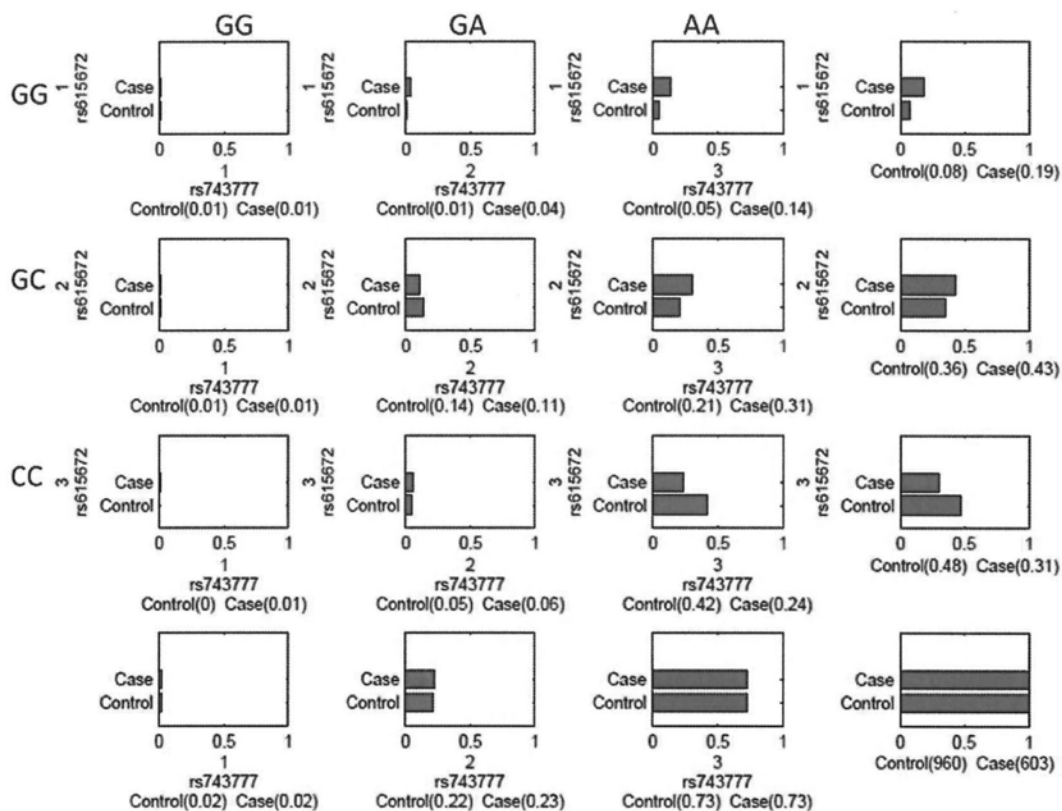 GG GA AA
GG
1
rs615672
Case
Control
0 0.5 1
1
rs743777
Control(0.01) Case(0.01)
1
rs615672
Case
Control
0 0.5 1
2
rs743777
Control(0.01) Case(0.04)
1
rs615672
Case
Control
0 0.5 1
3
rs743777
Control(0.05) Case(0.14)
1
rs615672
Case
Control
0 0.5 1
Control(0.08) Case(0.19)
GC
2
rs615672
Case
Control
0 0.5 1
1
rs743777
Control(0.01) Case(0.01)
2
rs615672
Case
Control
0 0.5 1
2
rs743777
Control(0.14) Case(0.11)
2
rs615672
Case
Control
0 0.5 1
3
rs743777
Control(0.21) Case(0.31)
2
rs615672
Case
Control
0 0.5 1
Control(0.36) Case(0.43)
CC
3
rs615672
Case
Control
0 0.5 1
1
rs743777
Control(0) Case(0.01)
3
rs615672
Case
Control
0 0.5 1
2
rs743777
Control(0.05) Case(0.06)
3
rs615672
Case
Control
0 0.5 1
3
rs743777
Control(0.42) Case(0.24)
3
rs615672
Case
Control
0 0.5 1
Control(0.48) Case(0.31)
Case
Control
0 0.5 1
1
rs743777
Control(0.02) Case(0.02)
Case
Control
0 0.5 1
2
rs743777
Control(0.22) Case(0.23)
Case
Control
0 0.5 1
3
rs743777
Control(0.73) Case(0.73)
Case
Control
0 0.5 1
Control(960) Case(603)